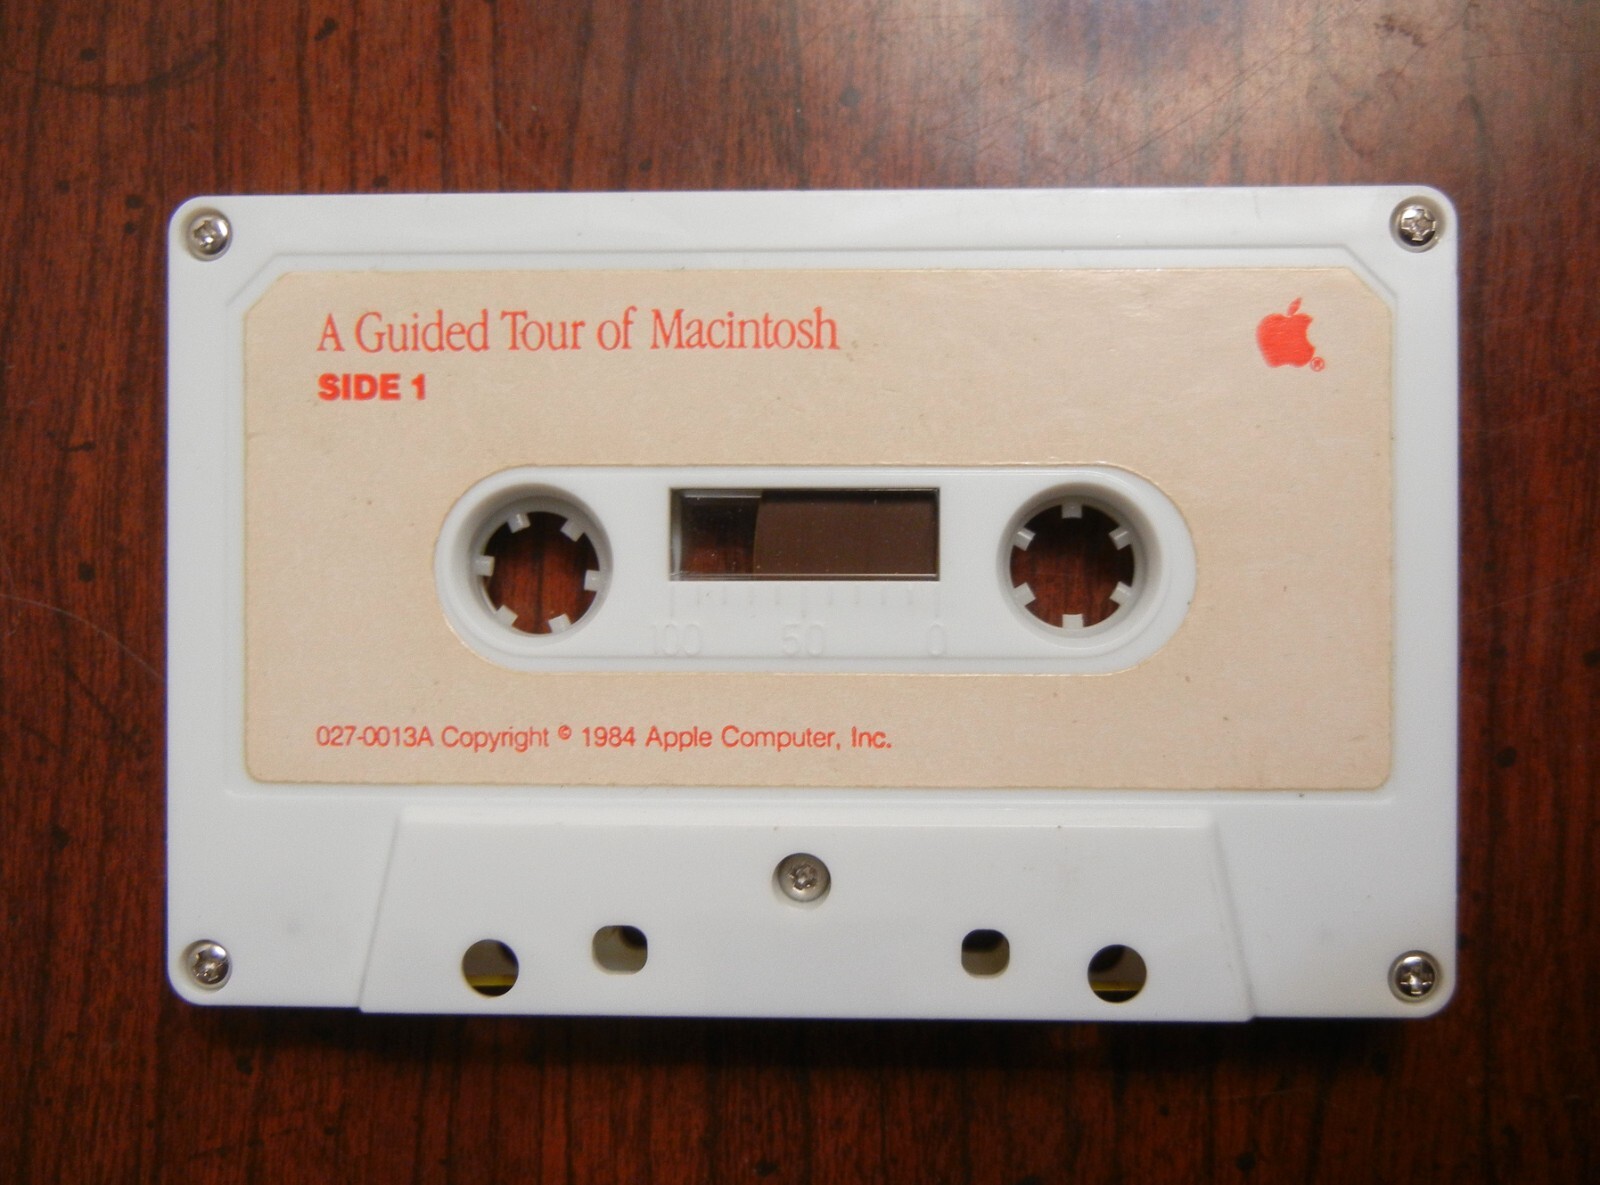 A Guided Tour of Macintosh
®
SIDE 1
100 50 0
027-0013A Copyright © 1984 Apple Computer, Inc.